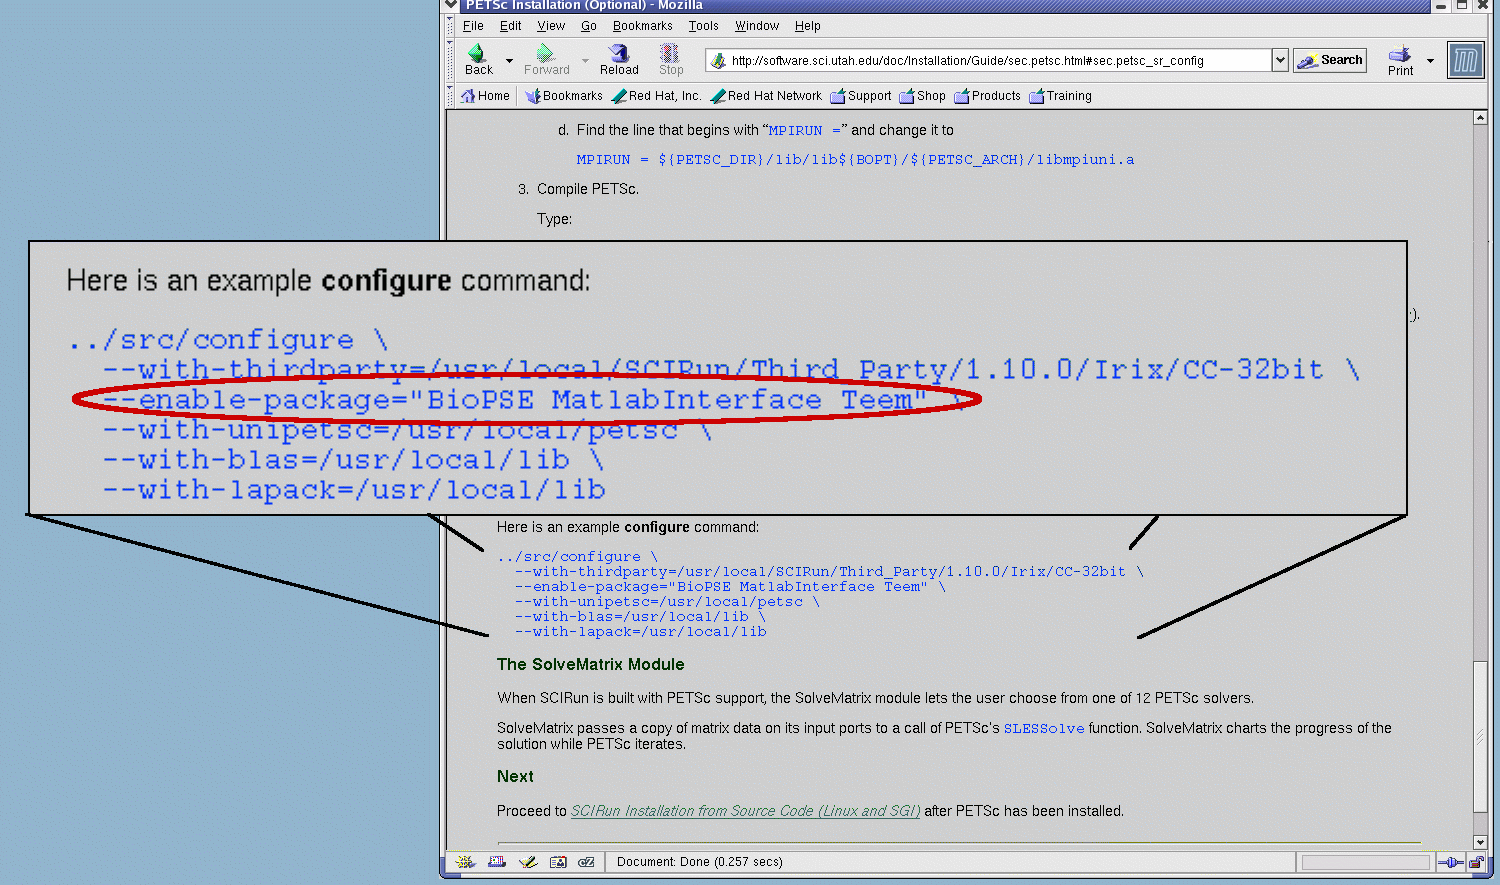 PETSc Installation (Optional) - Mozilla
File Edit View Go Bookmarks Tools Window Help
Back Forward Reload Stop http://software.sci.utah.edu/doc/Installation/Guide/sec.petsc.html#sec.petsc_sr_config Search Print
Home Bookmarks Red Hat, Inc. Red Hat Network Support Shop Products Training
d. Find the line that begins with “MPIRUN =” and change it to
MPIRUN = ${PETSC_DIR}/lib/lib${BOPT}/${PETSC_ARCH}/libmpiuni.a
3. Compile PETSc.
Type:
Here is an example configure command:
../src/configure \
--with-thirdparty=/usr/local/SCIRun/Third_Party/1.10.0/Irix/CC-32bit \
--enable-package="BioPSE MatlabInterface Teem" \
--with-unipetsc=/usr/local/petsc \
--with-blas=/usr/local/lib \
--with-lapack=/usr/local/lib
).
Here is an example configure command:
../src/configure \
--with-thirdparty=/usr/local/SCIRun/Third_Party/1.10.0/Irix/CC-32bit \
--enable-package="BioPSE MatlabInterface Teem" \
--with-unipetsc=/usr/local/petsc \
--with-blas=/usr/local/lib \
--with-lapack=/usr/local/lib
The SolveMatrix Module
When SCIRun is built with PETSc support, the SolveMatrix module lets the user choose from one of 12 PETSc solvers.
SolveMatrix passes a copy of matrix data on its input ports to a call of PETSc's SLESSolve function. SolveMatrix charts the progress of the
solution while PETSc iterates.
Next
Proceed to SCIRun Installation from Source Code (Linux and SGI) after PETSc has been installed.
Document: Done (0.257 secs)